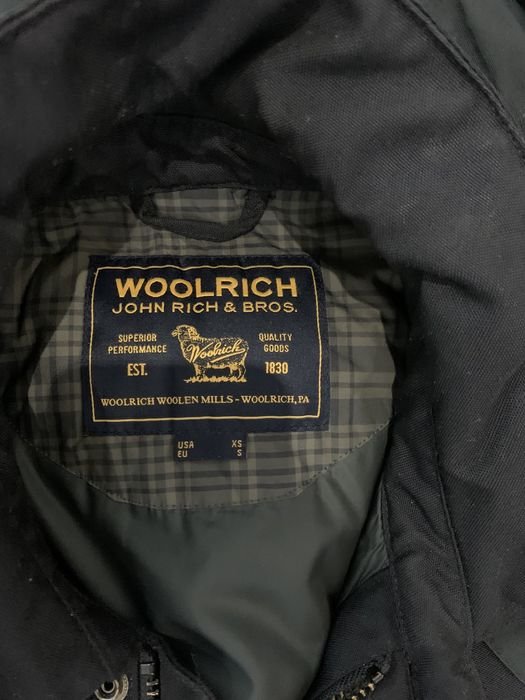 WOOLRICH
JOHN RICH & BROS.
SUPERIOR PERFORMANCE
Woolrich
QUALITY GOODS
EST.
1830
WOOLRICH WOOLEN MILLS - WOOLRICH, PA
USA XS
EU S